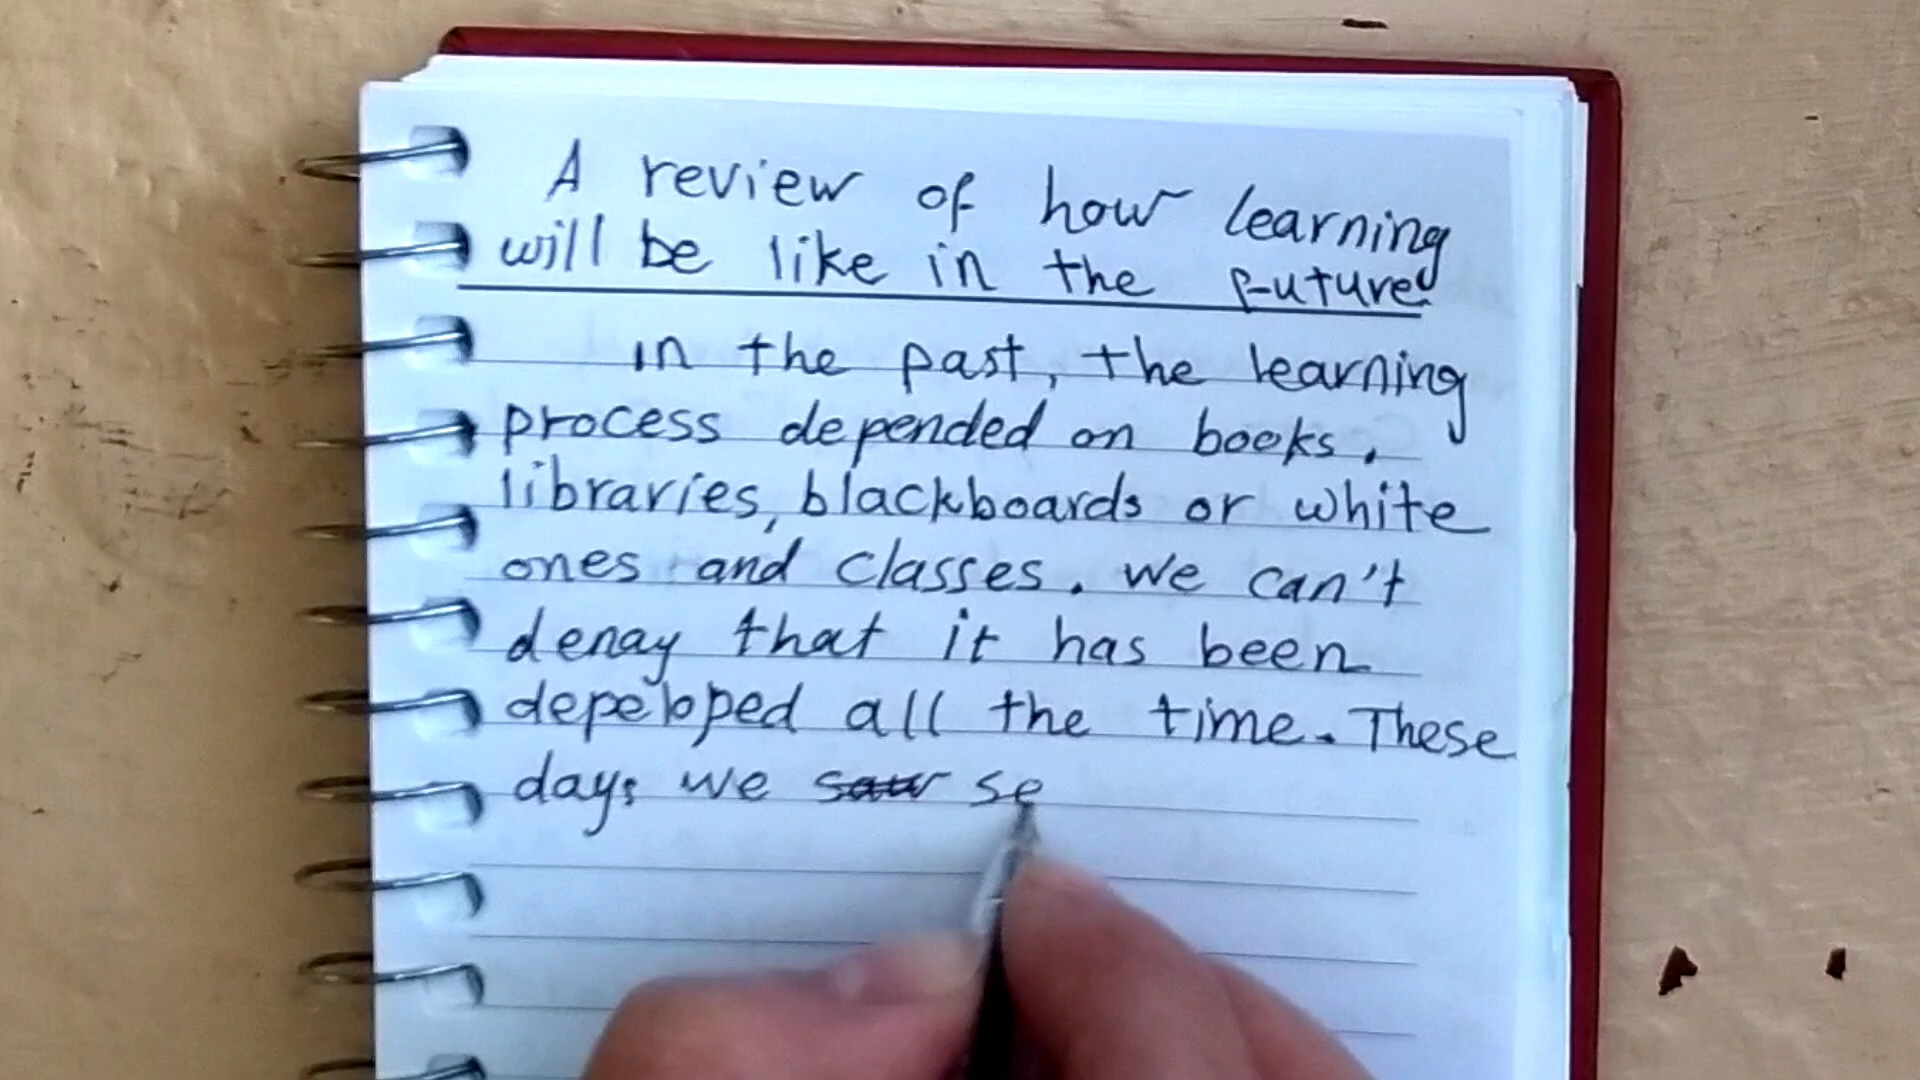 A review of how learning
will be like in the future
in the past, the learning
process depended on books,
libraries, blackboards or white
ones and classes. we can't
denay that it has been
depeloped all the time. These
days we saw se